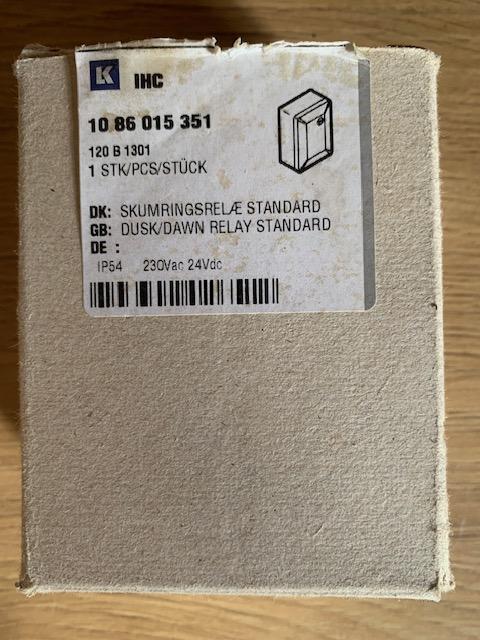 LK IHC
10 86 015 351
120 B 1301
1 STK/PCS/STÜCK
DK: SKUMRINGSRELÆ STANDARD
GB: DUSK/DAWN RELAY STANDARD
DE :
IP54 230Vac 24Vdc